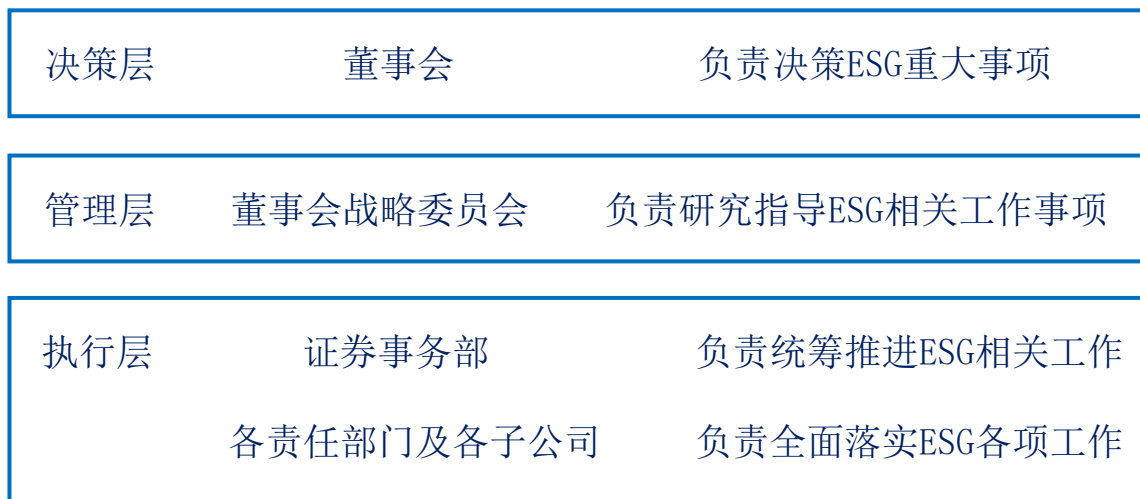 决策层 董事会 负责决策ESG重大事项
管理层 董事会战略委员会 负责研究指导ESG相关工作事项
执行层 证券事务部 负责统筹推进ESG相关工作
各责任部门及各子公司 负责全面落实ESG各项工作